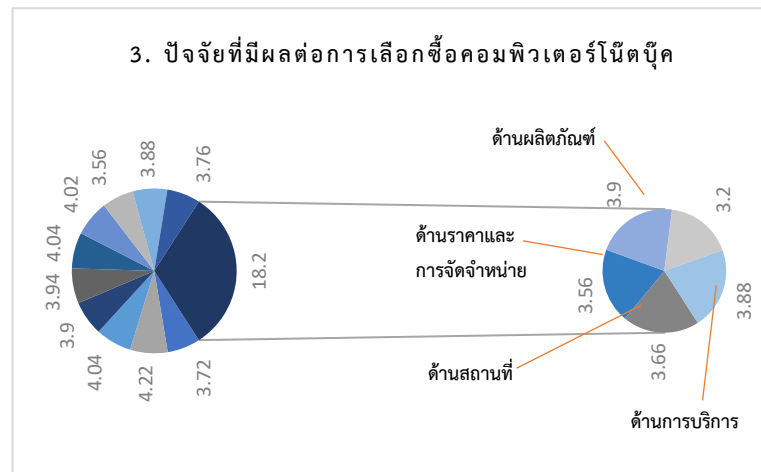 3. ปัจจัยที่มีผลต่อการเลือกซื้อคอมพิวเตอร์โน๊ตบุ๊ค
ด้านผลิตภัณฑ์
3.56
3.88
3.76
4.02
4.04
3.94
3.9
4.04
4.22
3.72
18.2
3.9
3.2
ด้านราคาและ
การจัดจำหน่าย
3.56
3.88
3.66
ด้านสถานที่
ด้านการบริการ